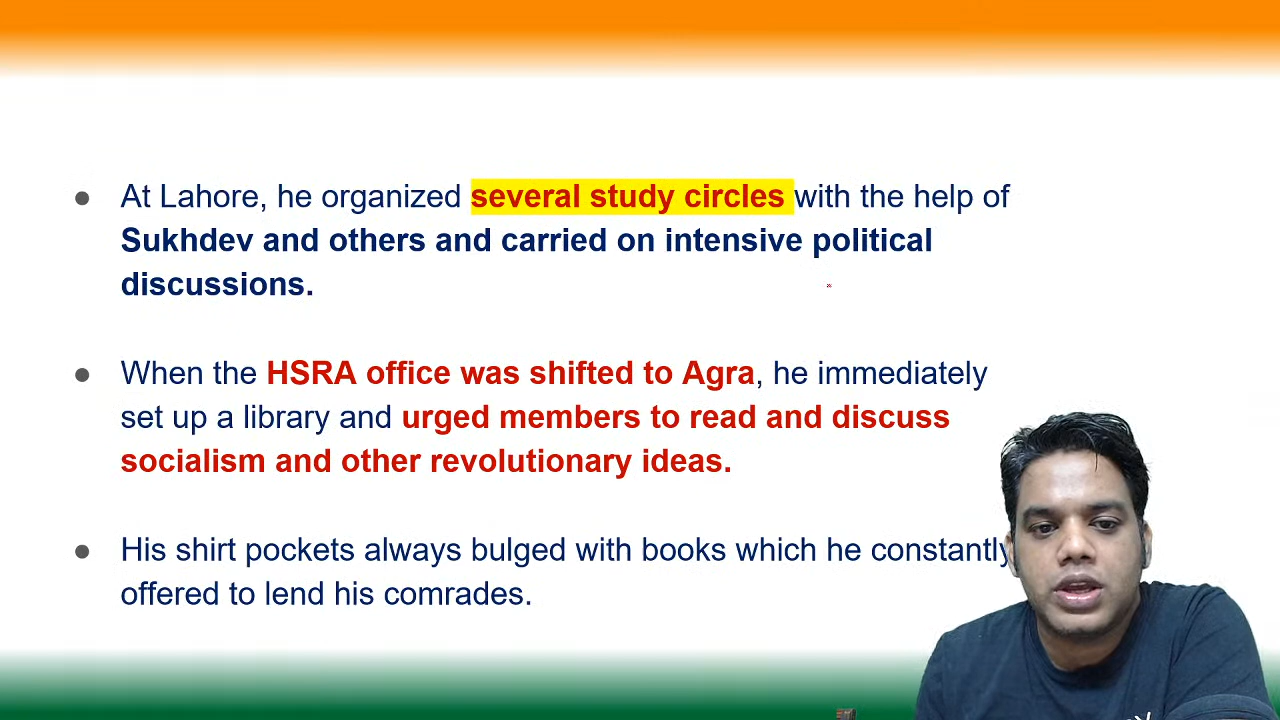 At Lahore, he organized several study circles with the help of
Sukhdev and others and carried on intensive political
discussions.
When the HSRA office was shifted to Agra, he immediately
set up a library and urged members to read and discuss
socialism and other revolutionary ideas.
His shirt pockets always bulged with books which he constantly
offered to lend his comrades.